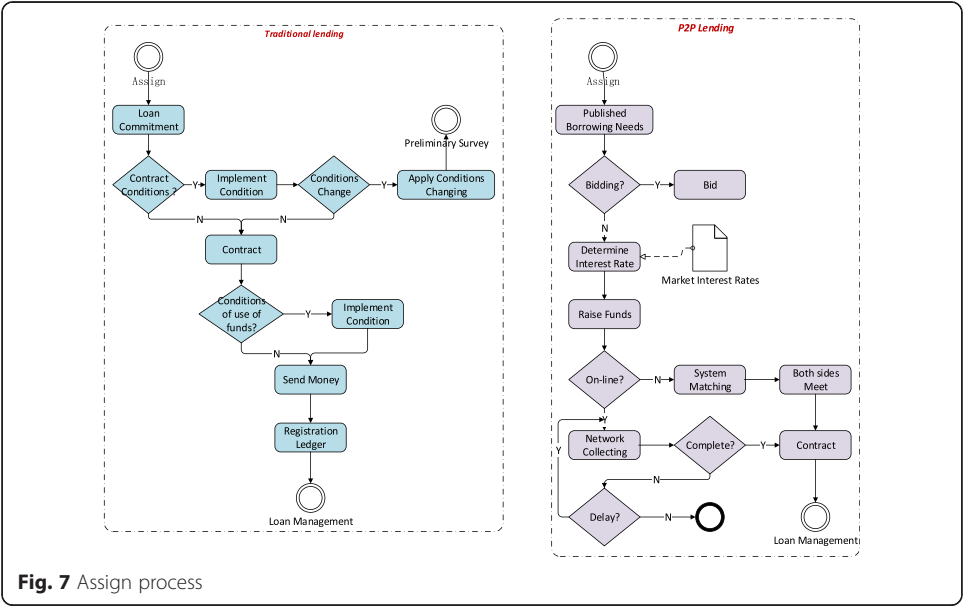 Traditional lending
Assign
Loan
Commitment
Preliminary Survey
Contract
Conditions ?
Y
Implement
Condition
Conditions
Change
Y
Apply Conditions
Changing
N
N
Contract
Conditions
of use of
funds?
Y
Implement
Condition
N
Send Money
Registration
Ledger
Loan Management
P2P Lending
Assign
Published
Borrowing Needs
Bidding?
Y
Bid
N
Determine
Interest Rate
Market Interest Rates
Raise Funds
On-line?
N
System
Matching
Both sides
Meet
Y
Y
Network
Collecting
Complete?
Y
Contract
N
Delay?
N
Loan Management
Fig. 7 Assign process